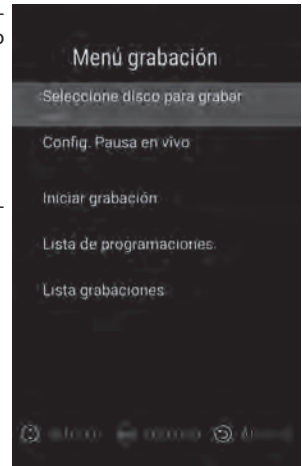 Menú grabación
Seleccione disco para grabar
Config. Pausa en vivo
Iniciar grabación
Lista de programaciones
Lista grabaciones